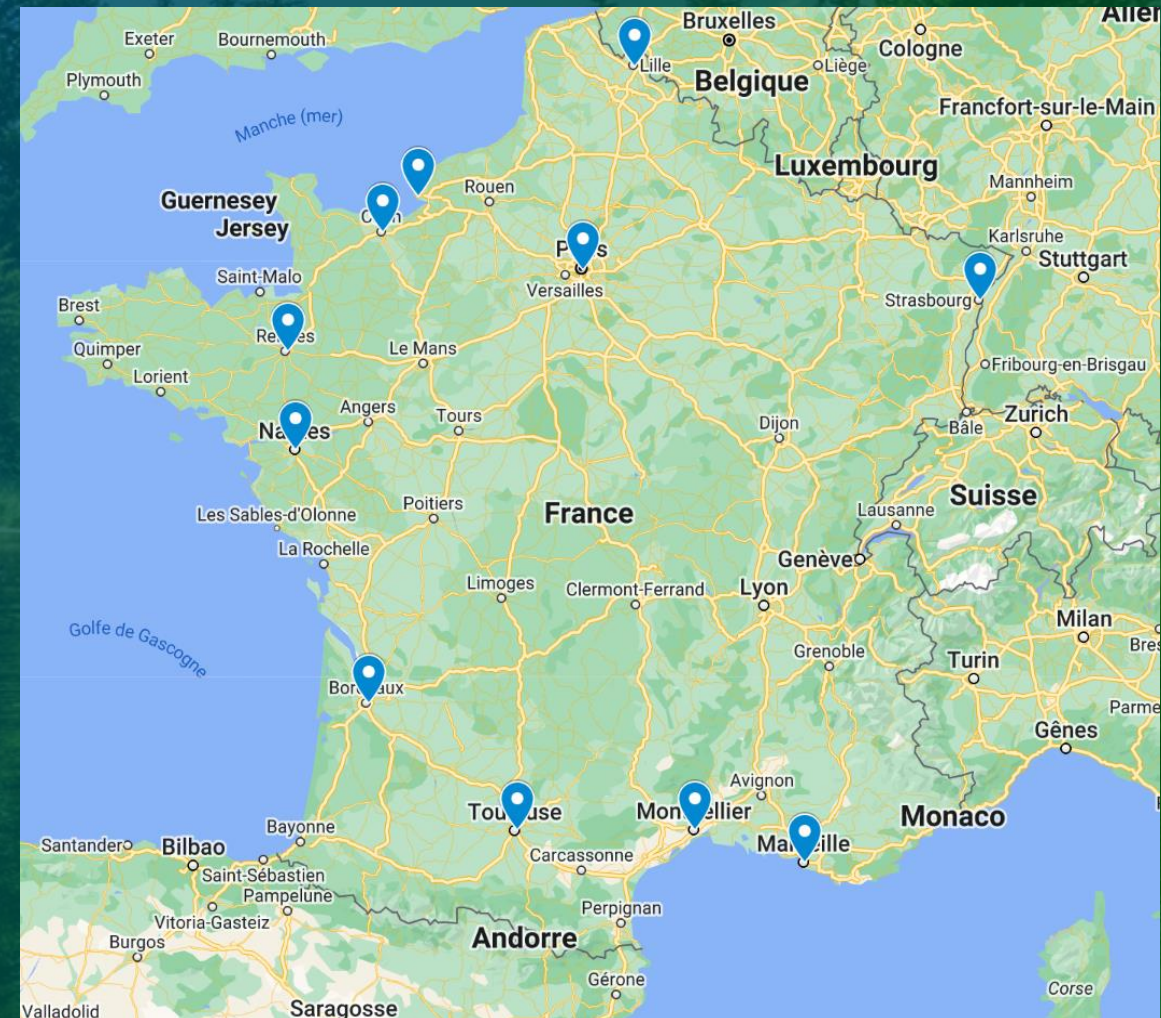 Bruxelles
Exeter
Bournemouth
Cologne
Lille
Liège
Belgique
Plymouth
Francfort-sur-le-Main
Manche (mer)
Luxembourg
Mannheim
Rouen
Guernesey
Jersey
Karlsruhe
Stuttgart
Saint-Malo
Versailles
Strasbourg
Brest
Quimper
Le Mans
Fribourg-en-Brisgau
Lorient
Angers
Tours
Zurich
Bâle
Dijon
Suisse
Poitiers
Lausanne
Les Sables-d'Olonne
France
La Rochelle
Genève
Limoges
Clermont-Ferrand
Lyon
Milan
Golfe de Gascogne
Grenoble
Turin
Parme
Gênes
Avignon
Monaco
Bayonne
Santander
Bilbao
Carcassonne
Saint-Sébastien
Pampelune
Vitoria-Gasteiz
Perpignan
Andorre
Burgos
Gérone
Corse
Valladolid
Saragosse